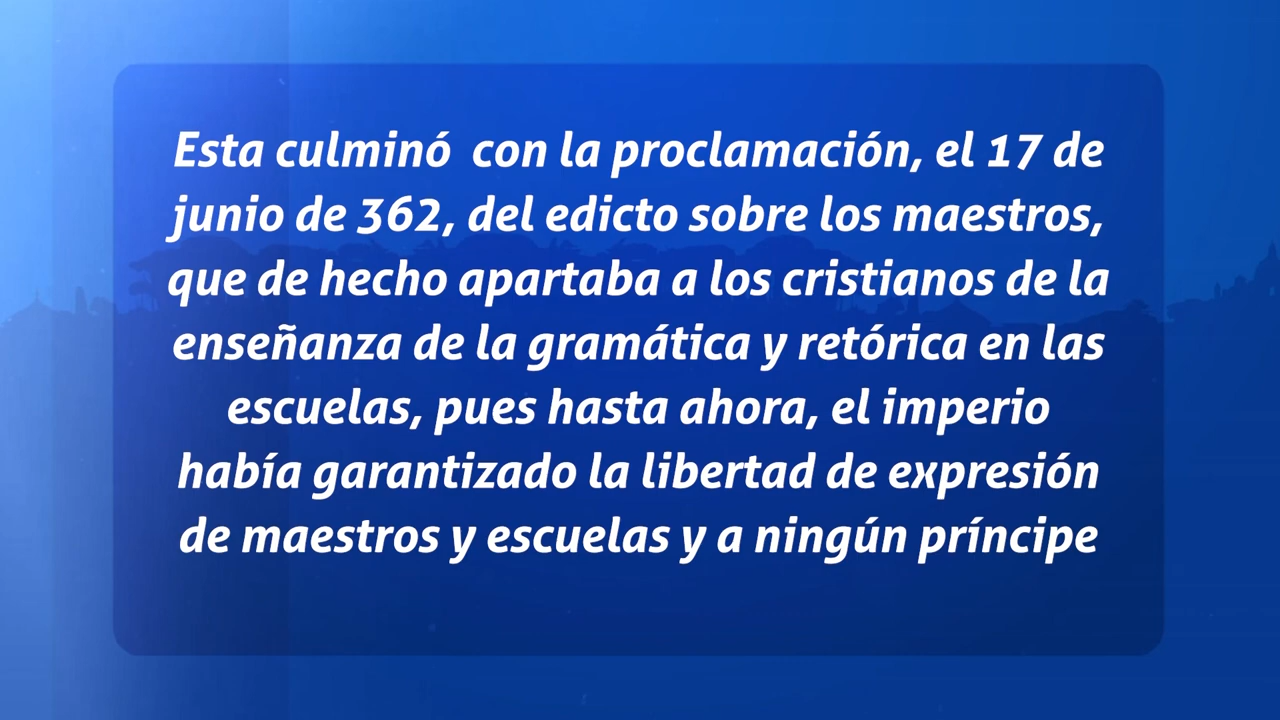 Esta culminó  con la proclamación, el 17 de
junio de 362, del edicto sobre los maestros,
que de hecho apartaba a los cristianos de la
enseñanza de la gramática y retórica en las
escuelas, pues hasta ahora, el imperio
había garantizado la libertad de expresión
de maestros y escuelas y a ningún príncipe